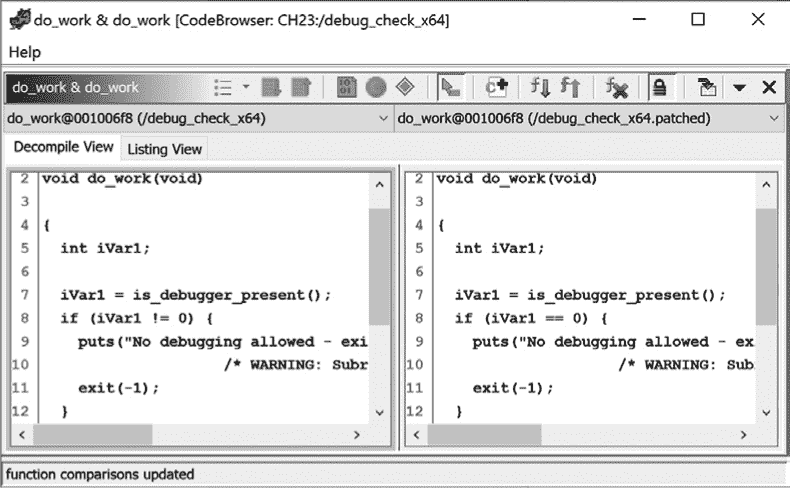 do_work & do_work [CodeBrowser: CH23:/debug_check_x64]
Help
do_work & do_work
do_work@001006f8 (/debug_check_x64)
do_work@001006f8 (/debug_check_x64.patched)
Decompile View Listing View
2 void do_work(void)
3
4 {
5 int iVar1;
6
7 iVar1 = is_debugger_present();
8 if (iVar1 != 0) {
9 puts("No debugging allowed - exi
10 /* WARNING: Subr
11 exit(-1);
12 }
2 void do_work(void)
3
4 {
5 int iVar1;
6
7 iVar1 = is_debugger_present();
8 if (iVar1 == 0) {
9 puts("No debugging allowed - ex
10 /* WARNING: Sub
11 exit(-1);
12 }
function comparisons updated